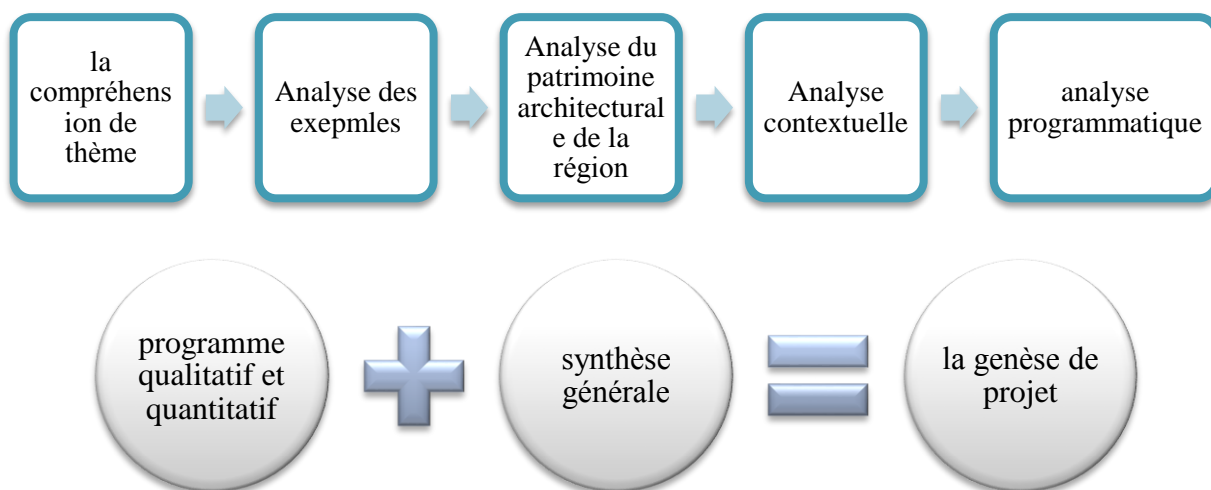 la
compréhens
ion de
thème
Analyse des
exepmles
Analyse du
patrimoine
architectural
e de la
région
Analyse
contextuelle
analyse
programmatique
programme
qualitatif et
quantitatif
synthèse
générale
la genèse de
projet